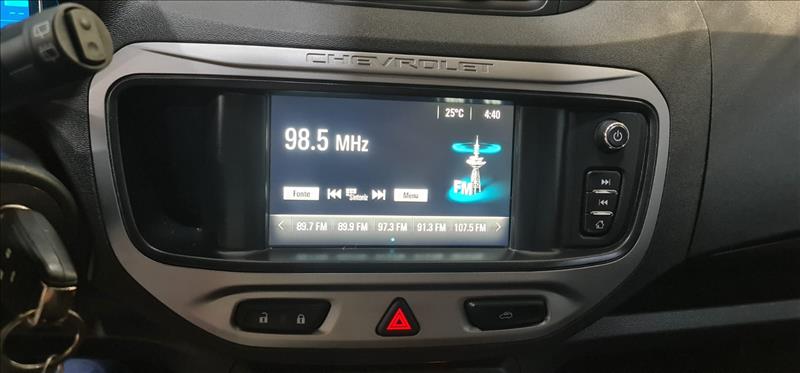 CHEVROLET
25°C 4:40
98.5 MHz
FM
Fonte Sintoniz Menu
89.7 FM 89.9 FM 97.3 FM 91.3 FM 107.5 FM